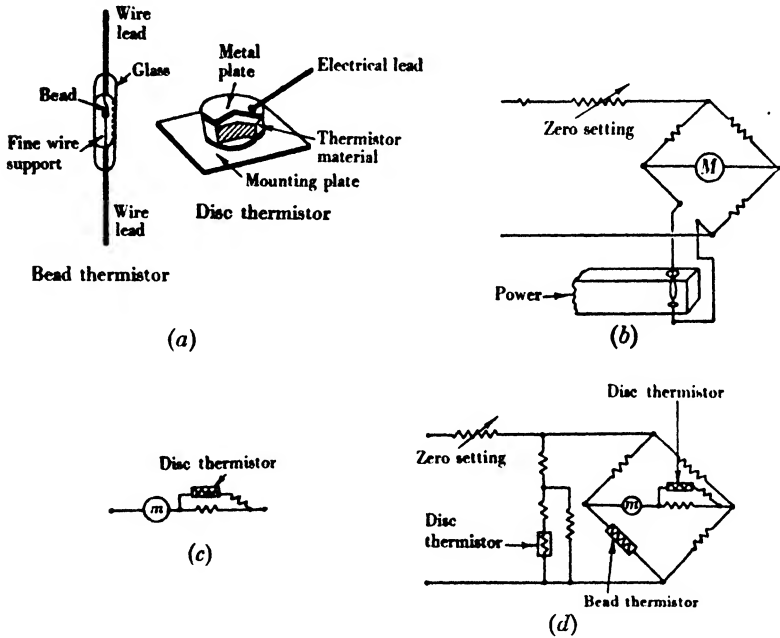 Wire
lead
Glass
Bead
Fine wire
support
Wire
lead
Bead thermistor
Metal
plate
Electrical lead
Thermistor
material
Mounting plate
Disc thermistor
(a)
Zero setting
M
Power
(b)
Disc thermistor
m
(c)
Disc thermistor
Zero setting
m
Disc
thermistor
Bead thermistor
(d)